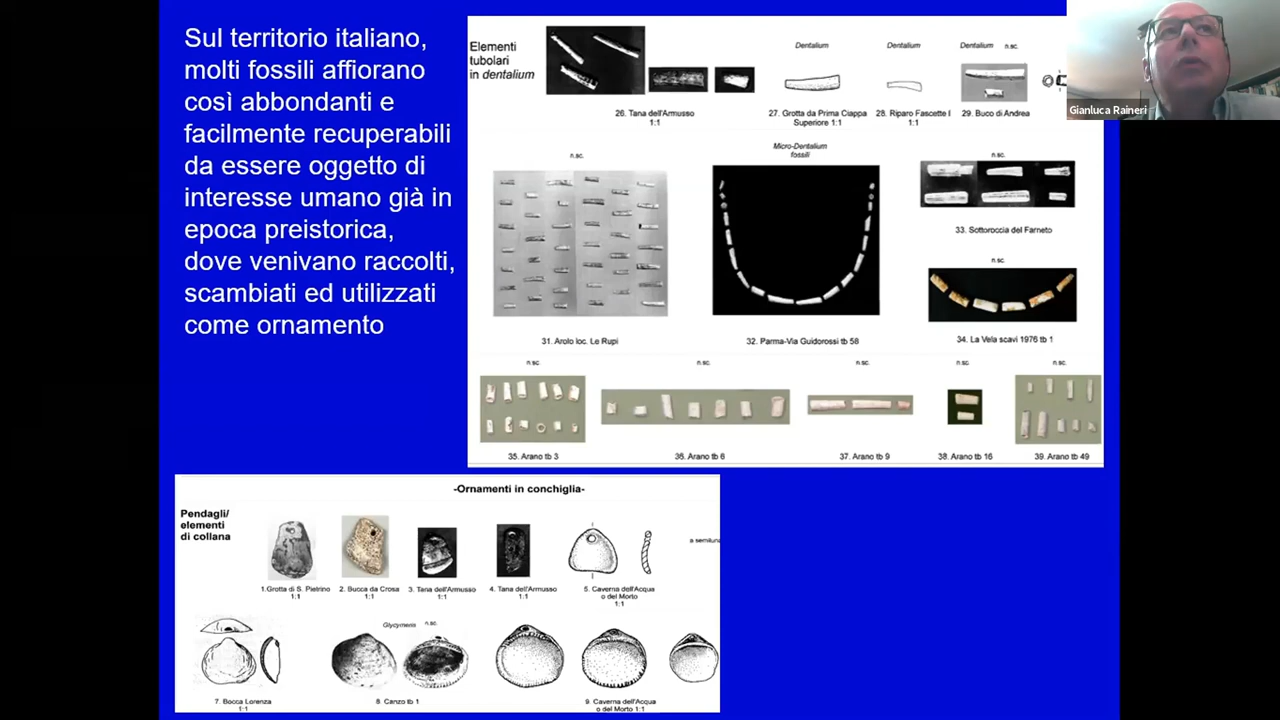 Sul territorio italiano,
molti fossili affiorano
così abbondanti e
facilmente recuperabili
da essere oggetto di
interesse umano già in
epoca preistorica,
dove venivano raccolti,
scambiati ed utilizzati
come ornamento
Elementi
tubolari
in dentalium
Dentalium
Dentalium
Dentalium n.sc.
26. Tana dell'Armusso
1:1
27. Grotta da Prima Ciappa
Superiore 1:1
28. Riparo Fascette I
1:1
29. Buco di Andrea
Gianluca Raineri
n.sc.
Micro-Dentalium
fossili
n.sc.
33. Sottoroccia del Farneto
n.sc.
31. Arolo loc. Le Rupi
32. Parma-Via Guidorossi tb 58
34. La Vela scavi 1976 tb 1
n.sc.
n.sc.
n.sc.
n.sc.
n.sc.
35. Arano tb 3
36. Arano tb 6
37. Arano tb 9
38. Arano tb 16
39. Arano tb 49
-Ornamenti in conchiglia-
Pendagli/
elementi
di collana
a semiluna
1.Grotta di S. Pietrino
1:1
2. Bucca da Crosa
1:1
3. Tana dell'Armusso
1:1
4. Tana dell'Armusso
1:1
5. Caverna dell'Acqua
o del Morto
1:1
Glycymeris n.sc.
7. Bocca Lorenza
1:1
8. Canzo tb 1
9. Caverna dell'Acqua
o del Morto 1:1